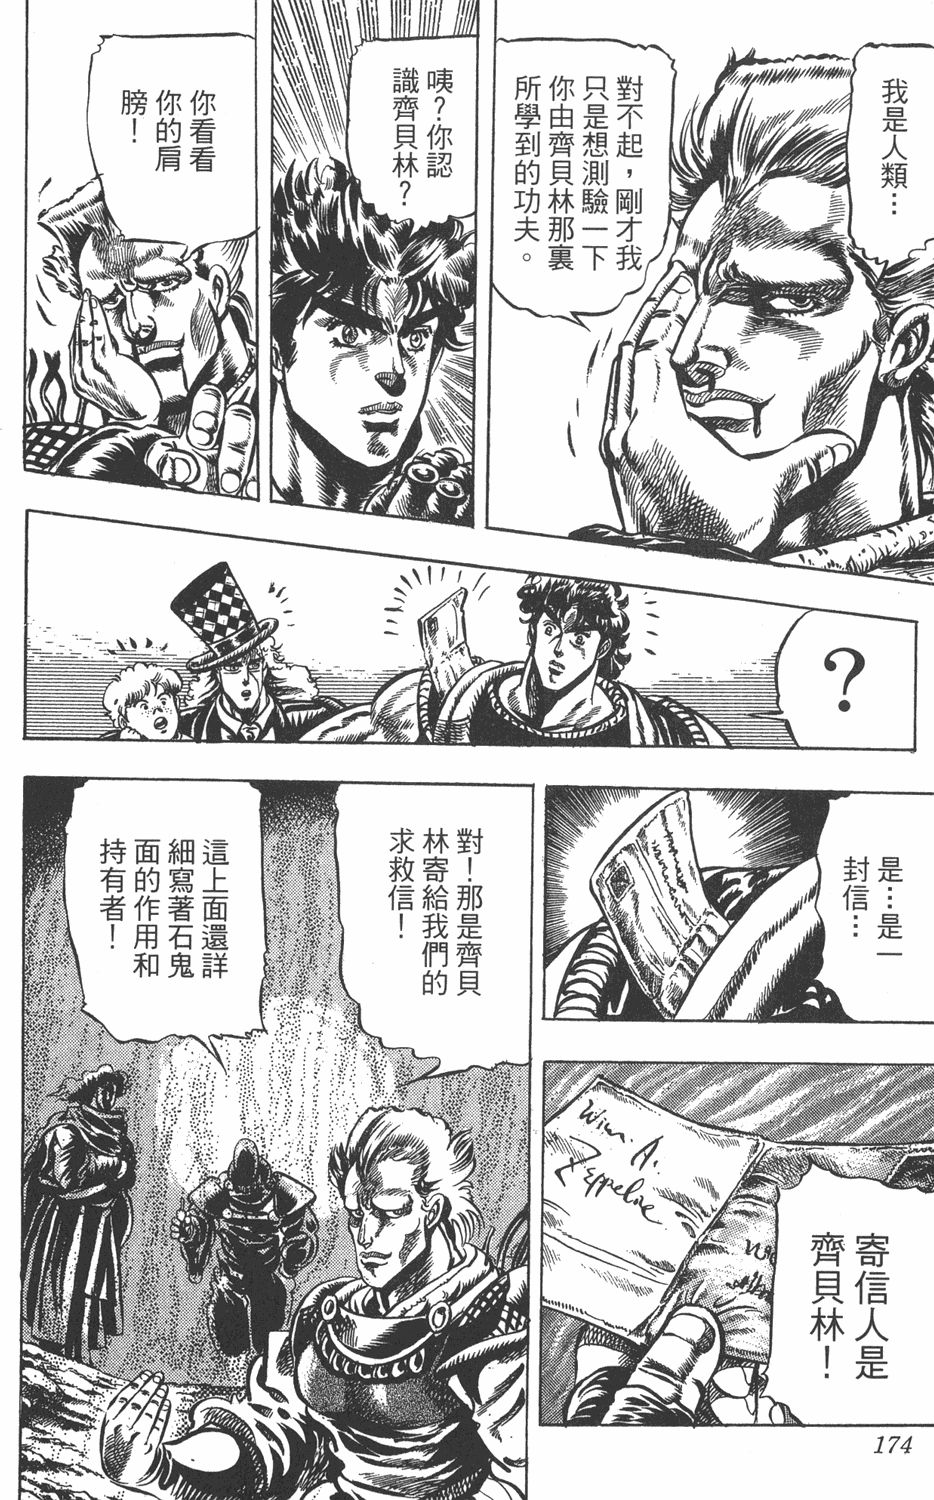 我是人類…
對不起，剛才我
只是想測驗一下
你由齊貝林那裏
所學到的功夫。
咦？你認
識齊貝林？
你看看
你的肩
膀！
？
是…是一
封信…
寄信人是
齊貝林！
Wim. A.
Zeppeline
對！那是齊貝
林寄給我們的
求救信！
這上面還詳
細寫著石鬼
面的作用和
持有者！
174